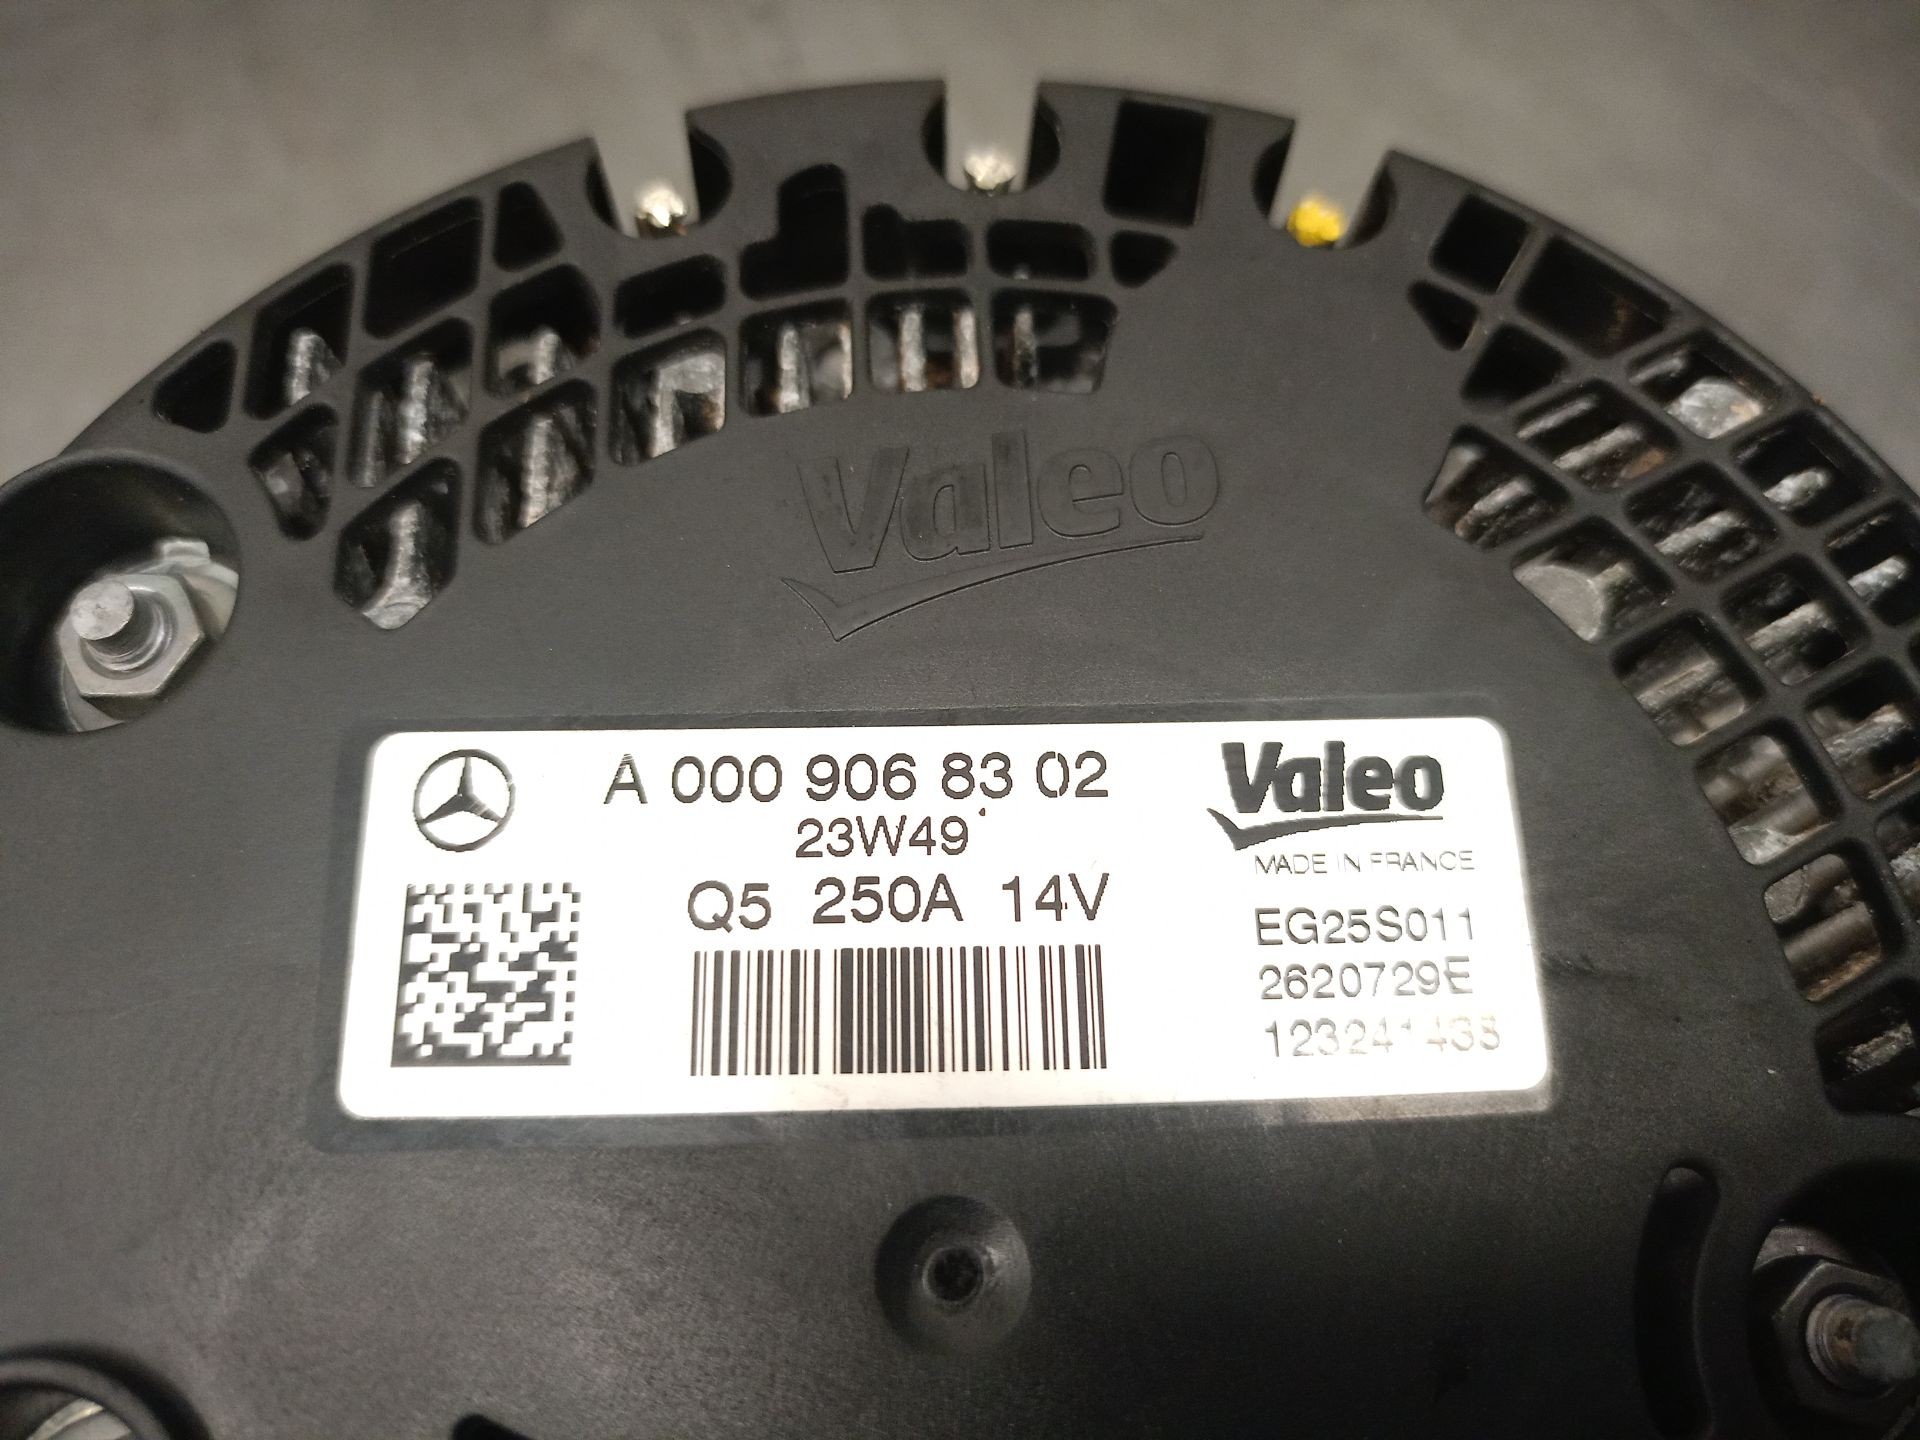 Valeo
A 000 906 83 02
23W49
Q5 250A 14V
Valeo
MADE IN FRANCE
EG25S011
2620729E